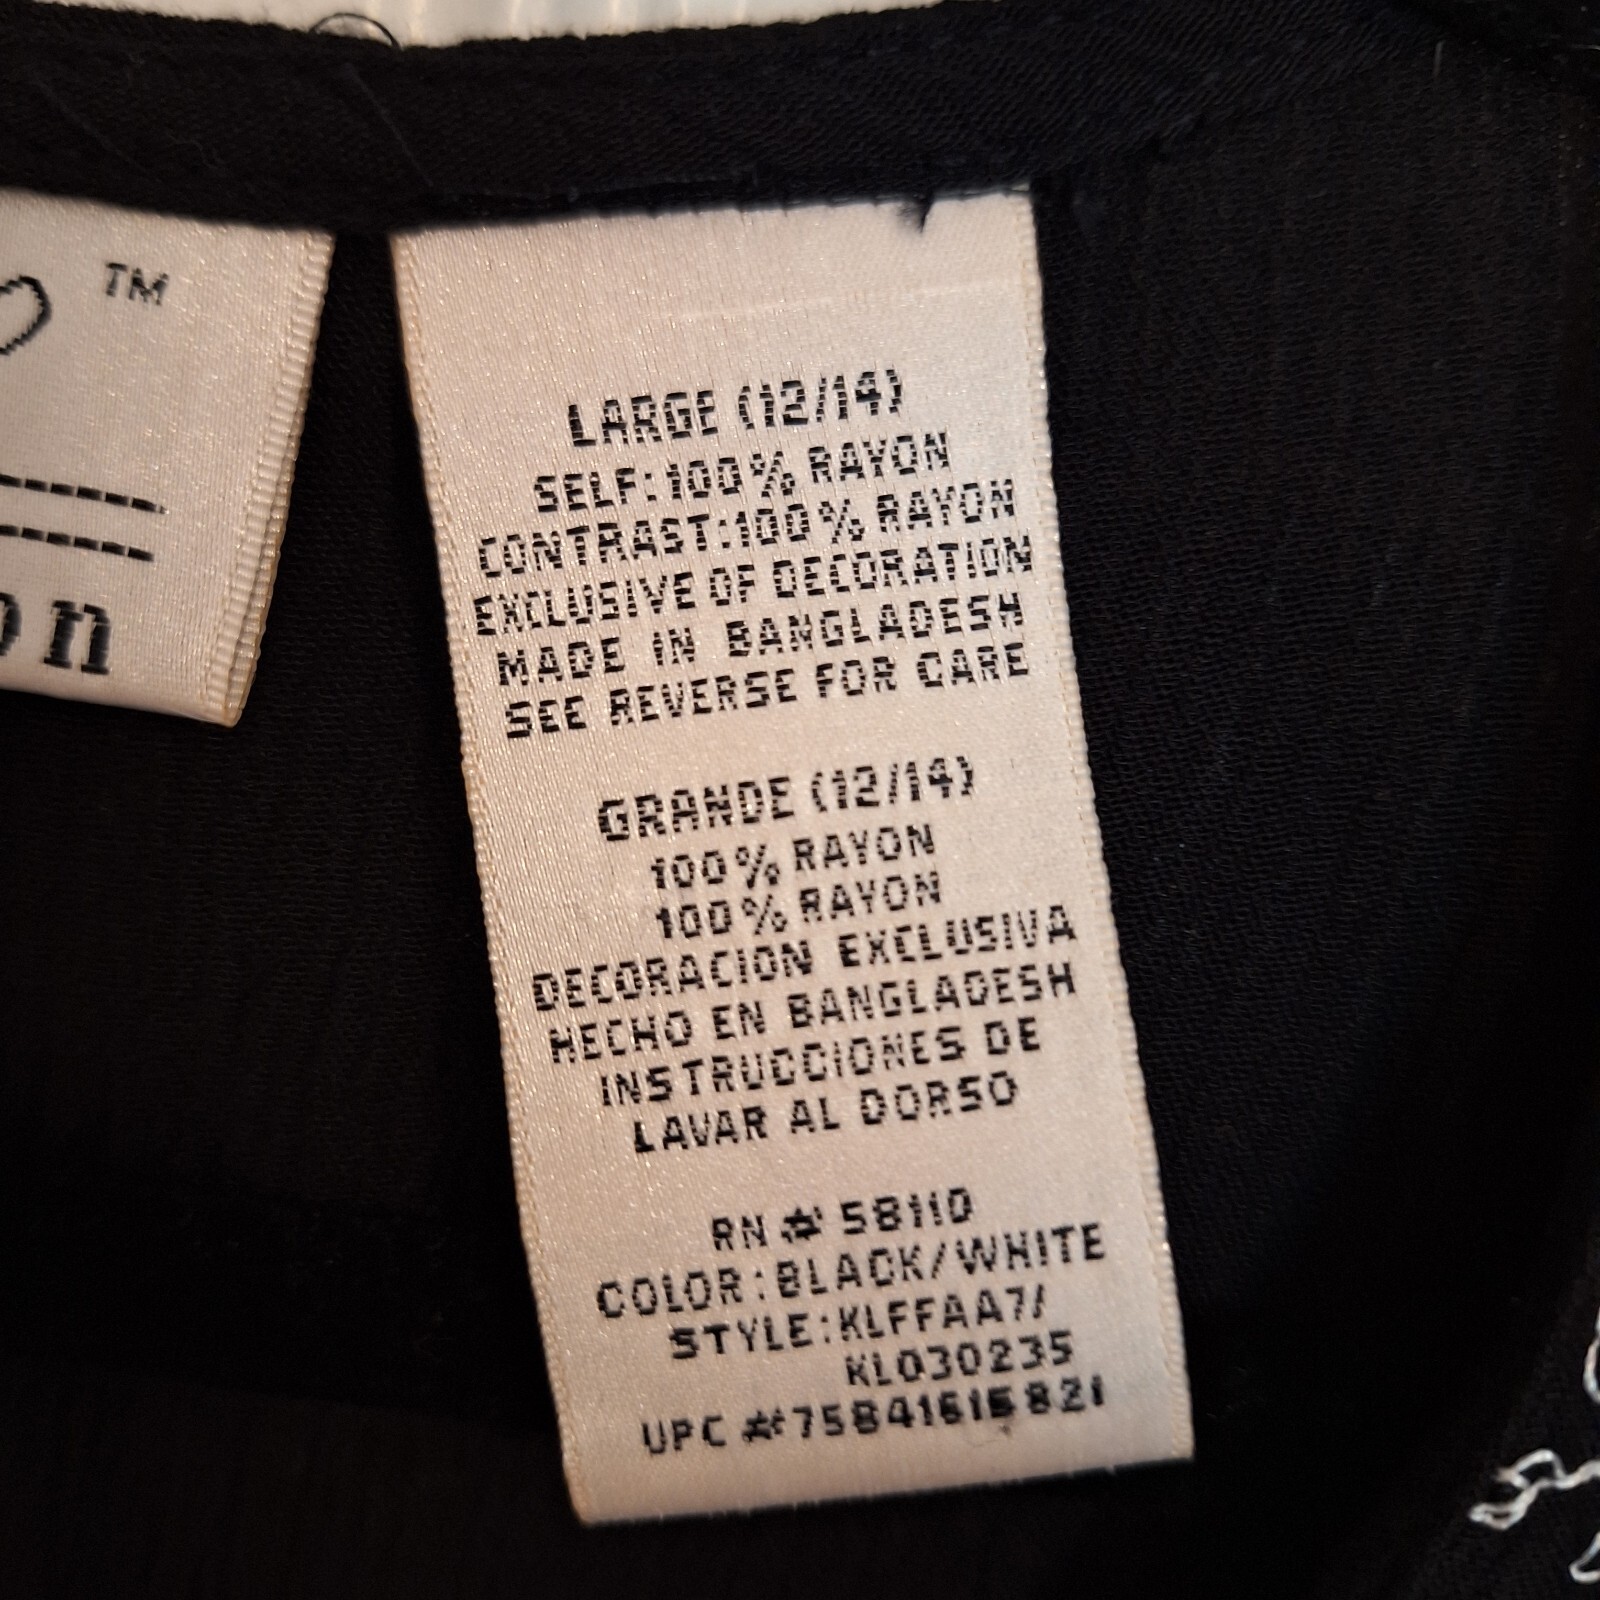 TM
on
LARGE (12/14)
SELF:100% RAYON
CONTRAST:100% RAYON
EXCLUSIVE OF DECORATION
MADE IN BANGLADESH
SEE REVERSE FOR CARE
GRANDE (12/14)
100% RAYON
100% RAYON
DECORACION EXCLUSIVA
HECHO EN BANGLADESH
INSTRUCCIONES DE
LAVAR AL DORSO
RN # 58110
COLOR:BLACK/WHITE
STYLE:KLFFAA7/
KL030235
UPC #